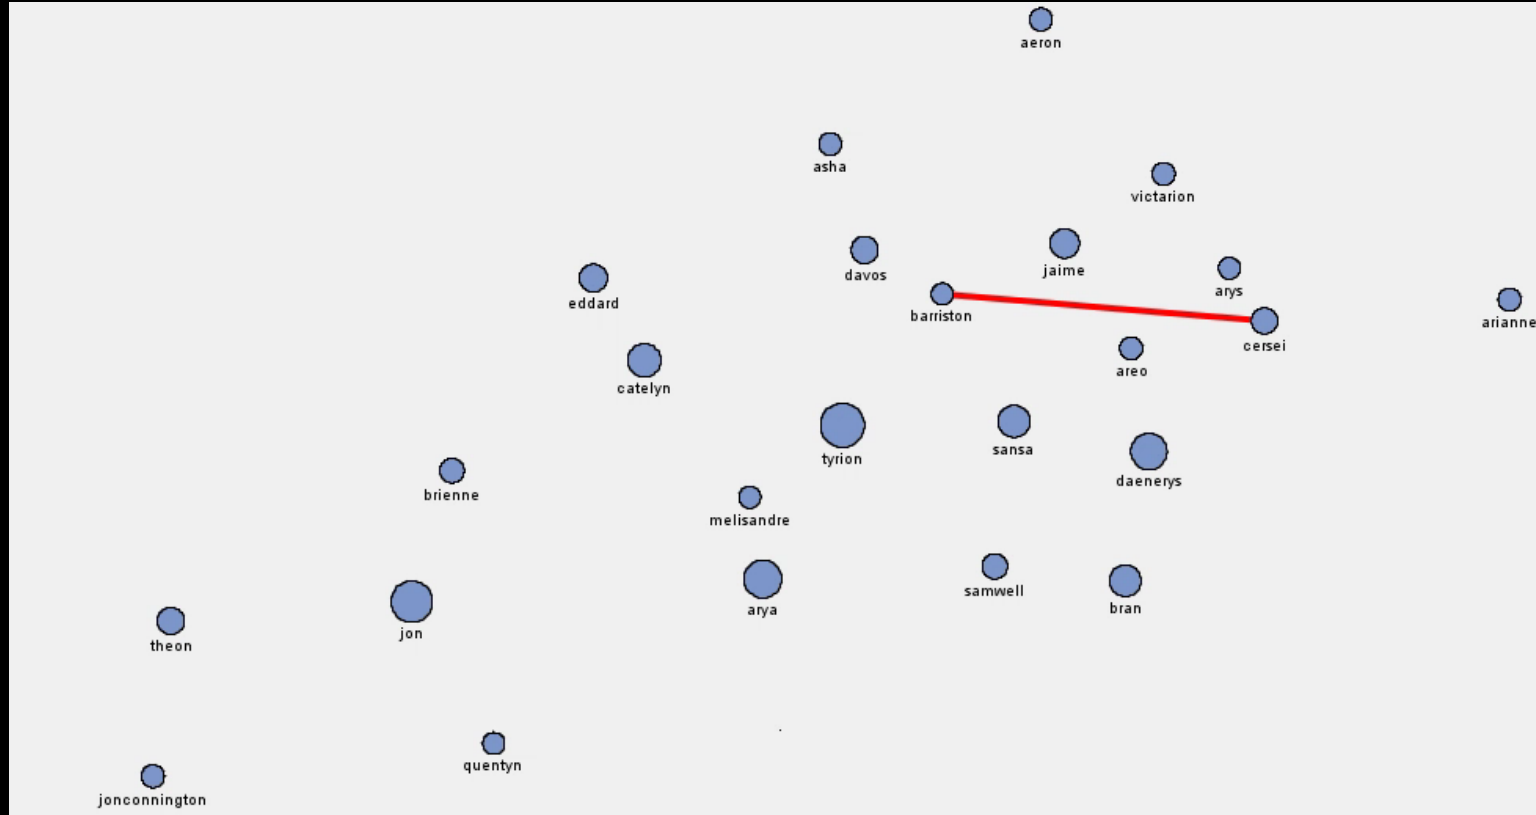 aeron
asha
victarion
davos
jaime
arys
eddard
barriston
arianne
cersei
areo
catelyn
sansa
tyrion
daenerys
brienne
melisandre
samwell
bran
arya
jon
theon
quentyn
jonconnington